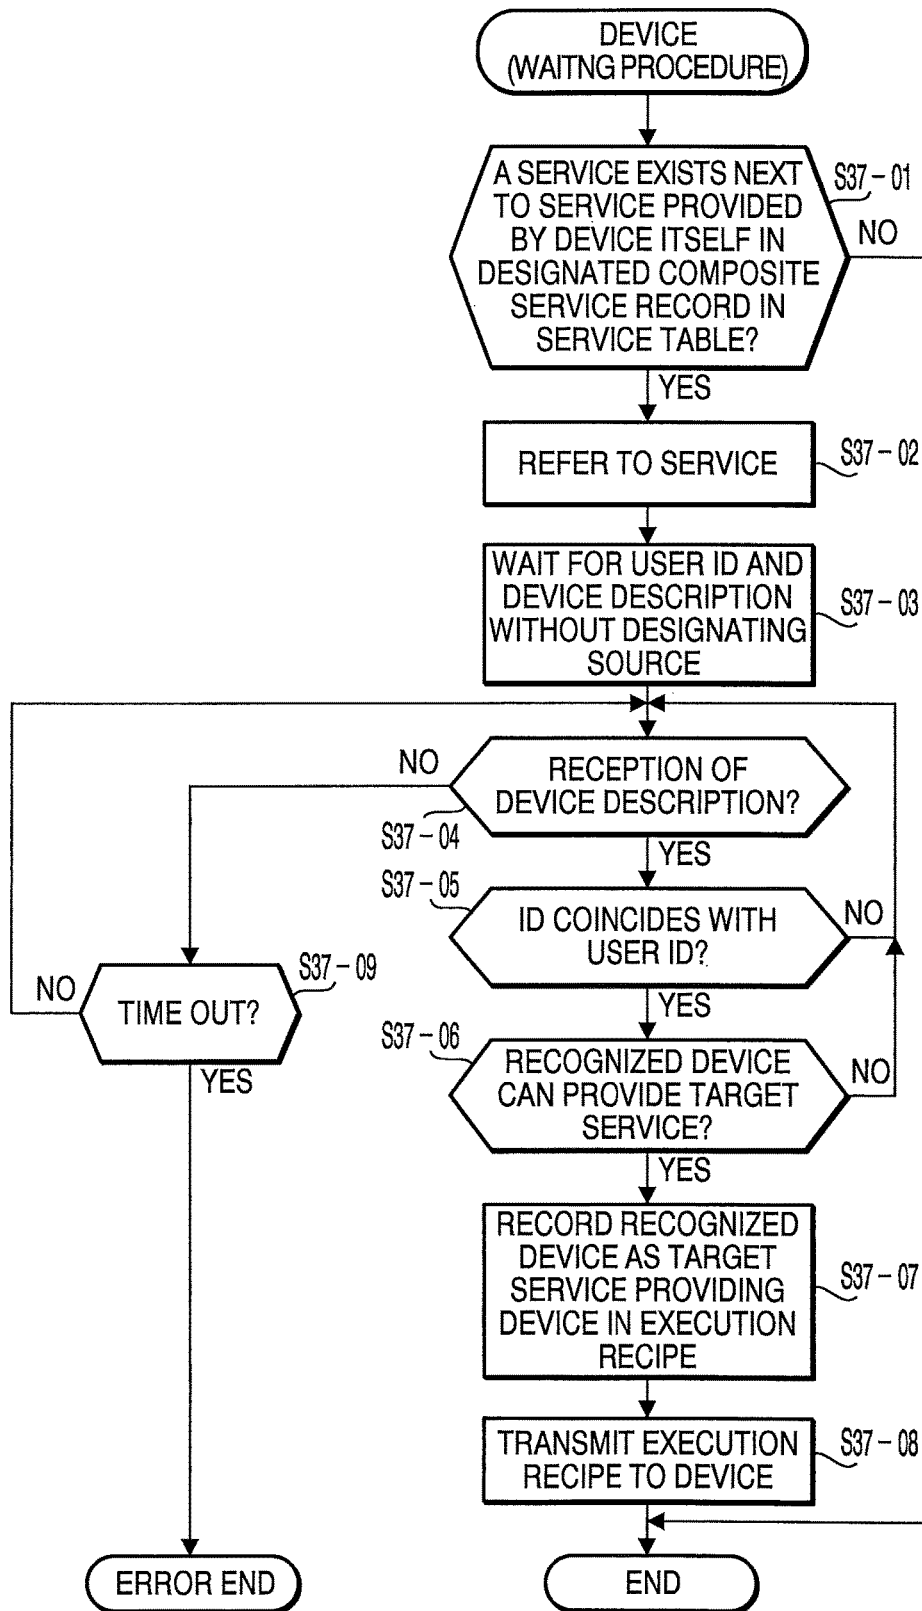 DEVICE
(WAITNG PROCEDURE)
A SERVICE EXISTS NEXT
TO SERVICE PROVIDED
BY DEVICE ITSELF IN
DESIGNATED COMPOSITE
SERVICE RECORD IN
SERVICE TABLE?
S37-01
NO
YES
REFER TO SERVICE
S37-02
WAIT FOR USER ID AND
DEVICE DESCRIPTION
WITHOUT DESIGNATING
SOURCE
S37-03
NO
RECEPTION OF
DEVICE DESCRIPTION?
S37-04
YES
S37-05
ID COINCIDES WITH
USER ID?
NO
YES
S37-09
NO
TIME OUT?
YES
S37-06
RECOGNIZED DEVICE
CAN PROVIDE TARGET
SERVICE?
NO
YES
RECORD RECOGNIZED
DEVICE AS TARGET
SERVICE PROVIDING
DEVICE IN EXECUTION
RECIPE
S37-07
TRANSMIT EXECUTION
RECIPE TO DEVICE
S37-08
ERROR END
END